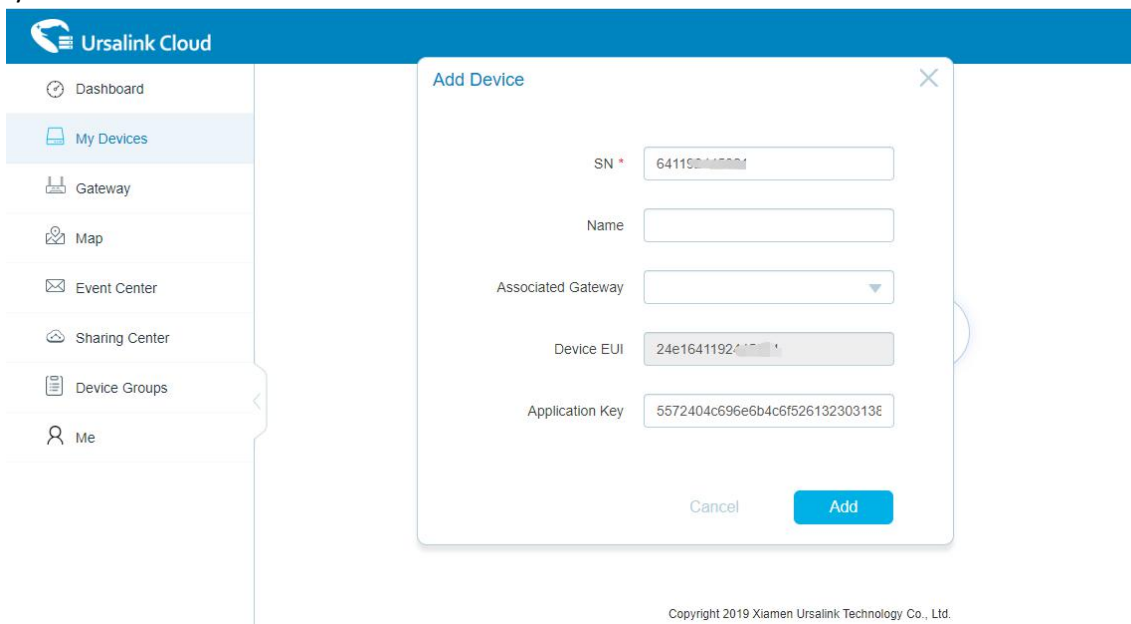 Ursalink Cloud
Dashboard
My Devices
Gateway
Map
Event Center
Sharing Center
Device Groups
Me
Add Device
SN *
Name
Associated Gateway
Device EUI
Application Key 5572404c696e6b4c6f526132303138
Cancel Add
Copyright 2019 Xiamen Ursalink Technology Co., Ltd.